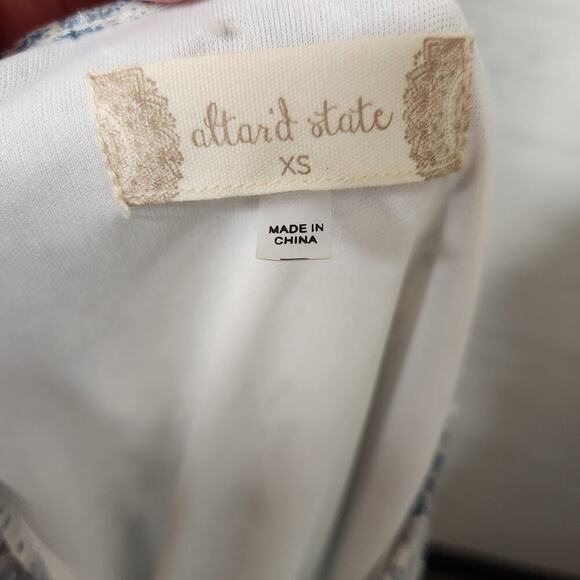 altar'd state
XS
MADE IN
CHINA